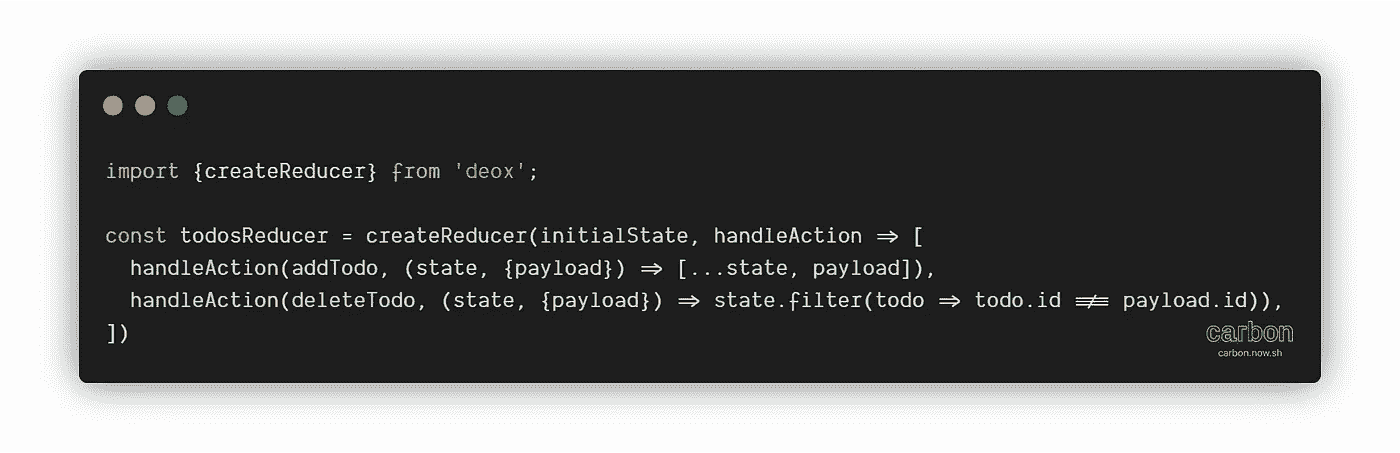 import {createReducer} from 'deox';
const todosReducer = createReducer(initialState, handleAction => [
  handleAction(addTodo, (state, {payload}) => [...state, payload]),
  handleAction(deleteTodo, (state, {payload}) => state.filter(todo => todo.id !== payload.id)),
])
carbon
carbon.now.sh